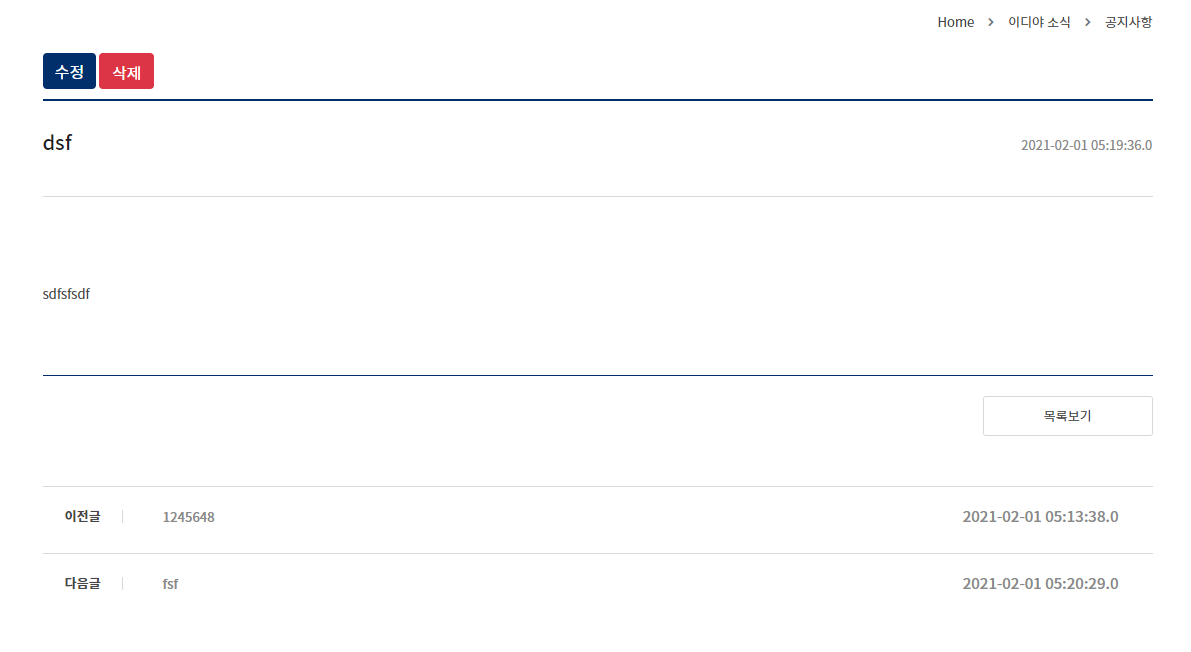 Home > 이디야 소식 > 공지사항
수정 삭제
dsf 2021-02-01 05:19:36.0
sdfsfsdf
목록보기
이전글 1245648 2021-02-01 05:13:38.0
다음글 fsf 2021-02-01 05:20:29.0